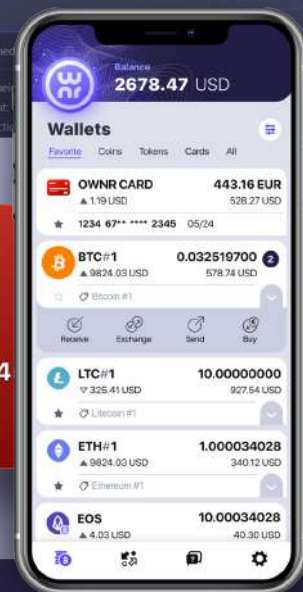 Balance
2678.47 USD
Wallets
Favorite Coins Tokens Cards All
OWNR CARD 443.16 EUR
▲ 1.19 USD 528.27 USD
1234 67** **** 2345 05/24
BTC#1 0.032519700 2
▲ 9824.03 USD 578.74 USD
Bitcoin #1
Receive Exchange Send Buy
LTC#1 10.00000000
▽ 325.41 USD 927.54 USD
Litecoin #1
ETH#1 1.000034028
▲ 9824.03 USD 340.12 USD
Ethereum #1
EOS 10.00034028
▲ 4.03 USD 40.30 USD